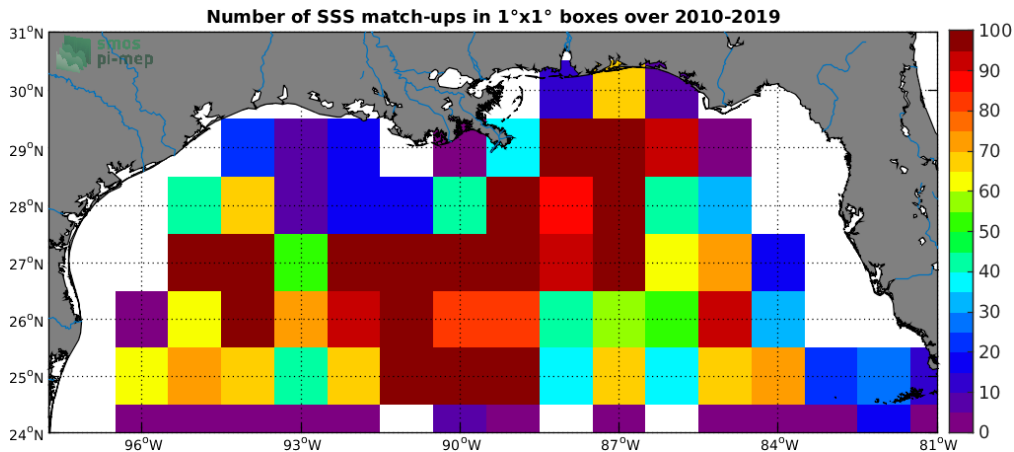 Number of SSS match-ups in 1°x1° boxes over 2010-2019
smos
pi-mep
31°N
30°N
29°N
28°N
27°N
26°N
25°N
24°N
96°W
93°W
90°W
87°W
84°W
81°W
100
90
80
70
60
50
40
30
20
10
0